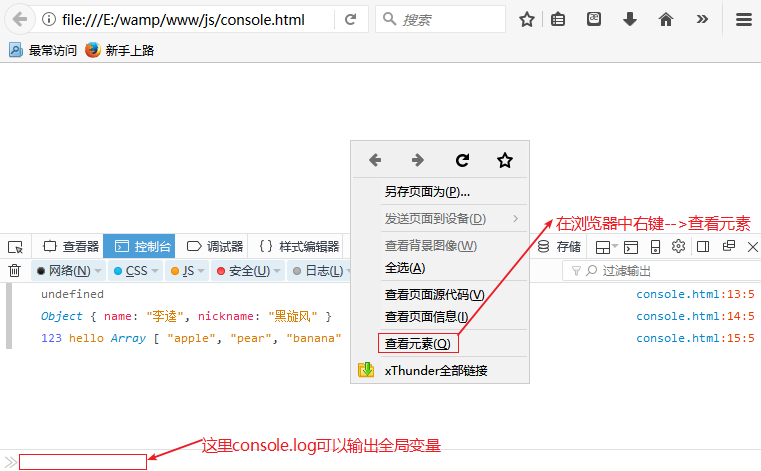 file:///E:/wamp/www/js/console.html
搜索
最常访问 新手上路
另存页面为(P)...
在浏览器中右键-->查看元素
发送页面到设备(D)
查看器 控制台 调试器 { } 样式编辑器 存储
查看背景图像(W)
网络(N) CSS JS 安全(U) 日志(L) 过滤输出
全选(A)
undefined console.html:13:5
查看页面源代码(V)
Object { name: "李逵", nickname: "黑旋风" } console.html:14:5
查看页面信息(I)
123 hello Array [ "apple", "pear", "banana" console.html:15:5
查看元素(Q)
xThunder全部链接
这里console.log可以输出全局变量